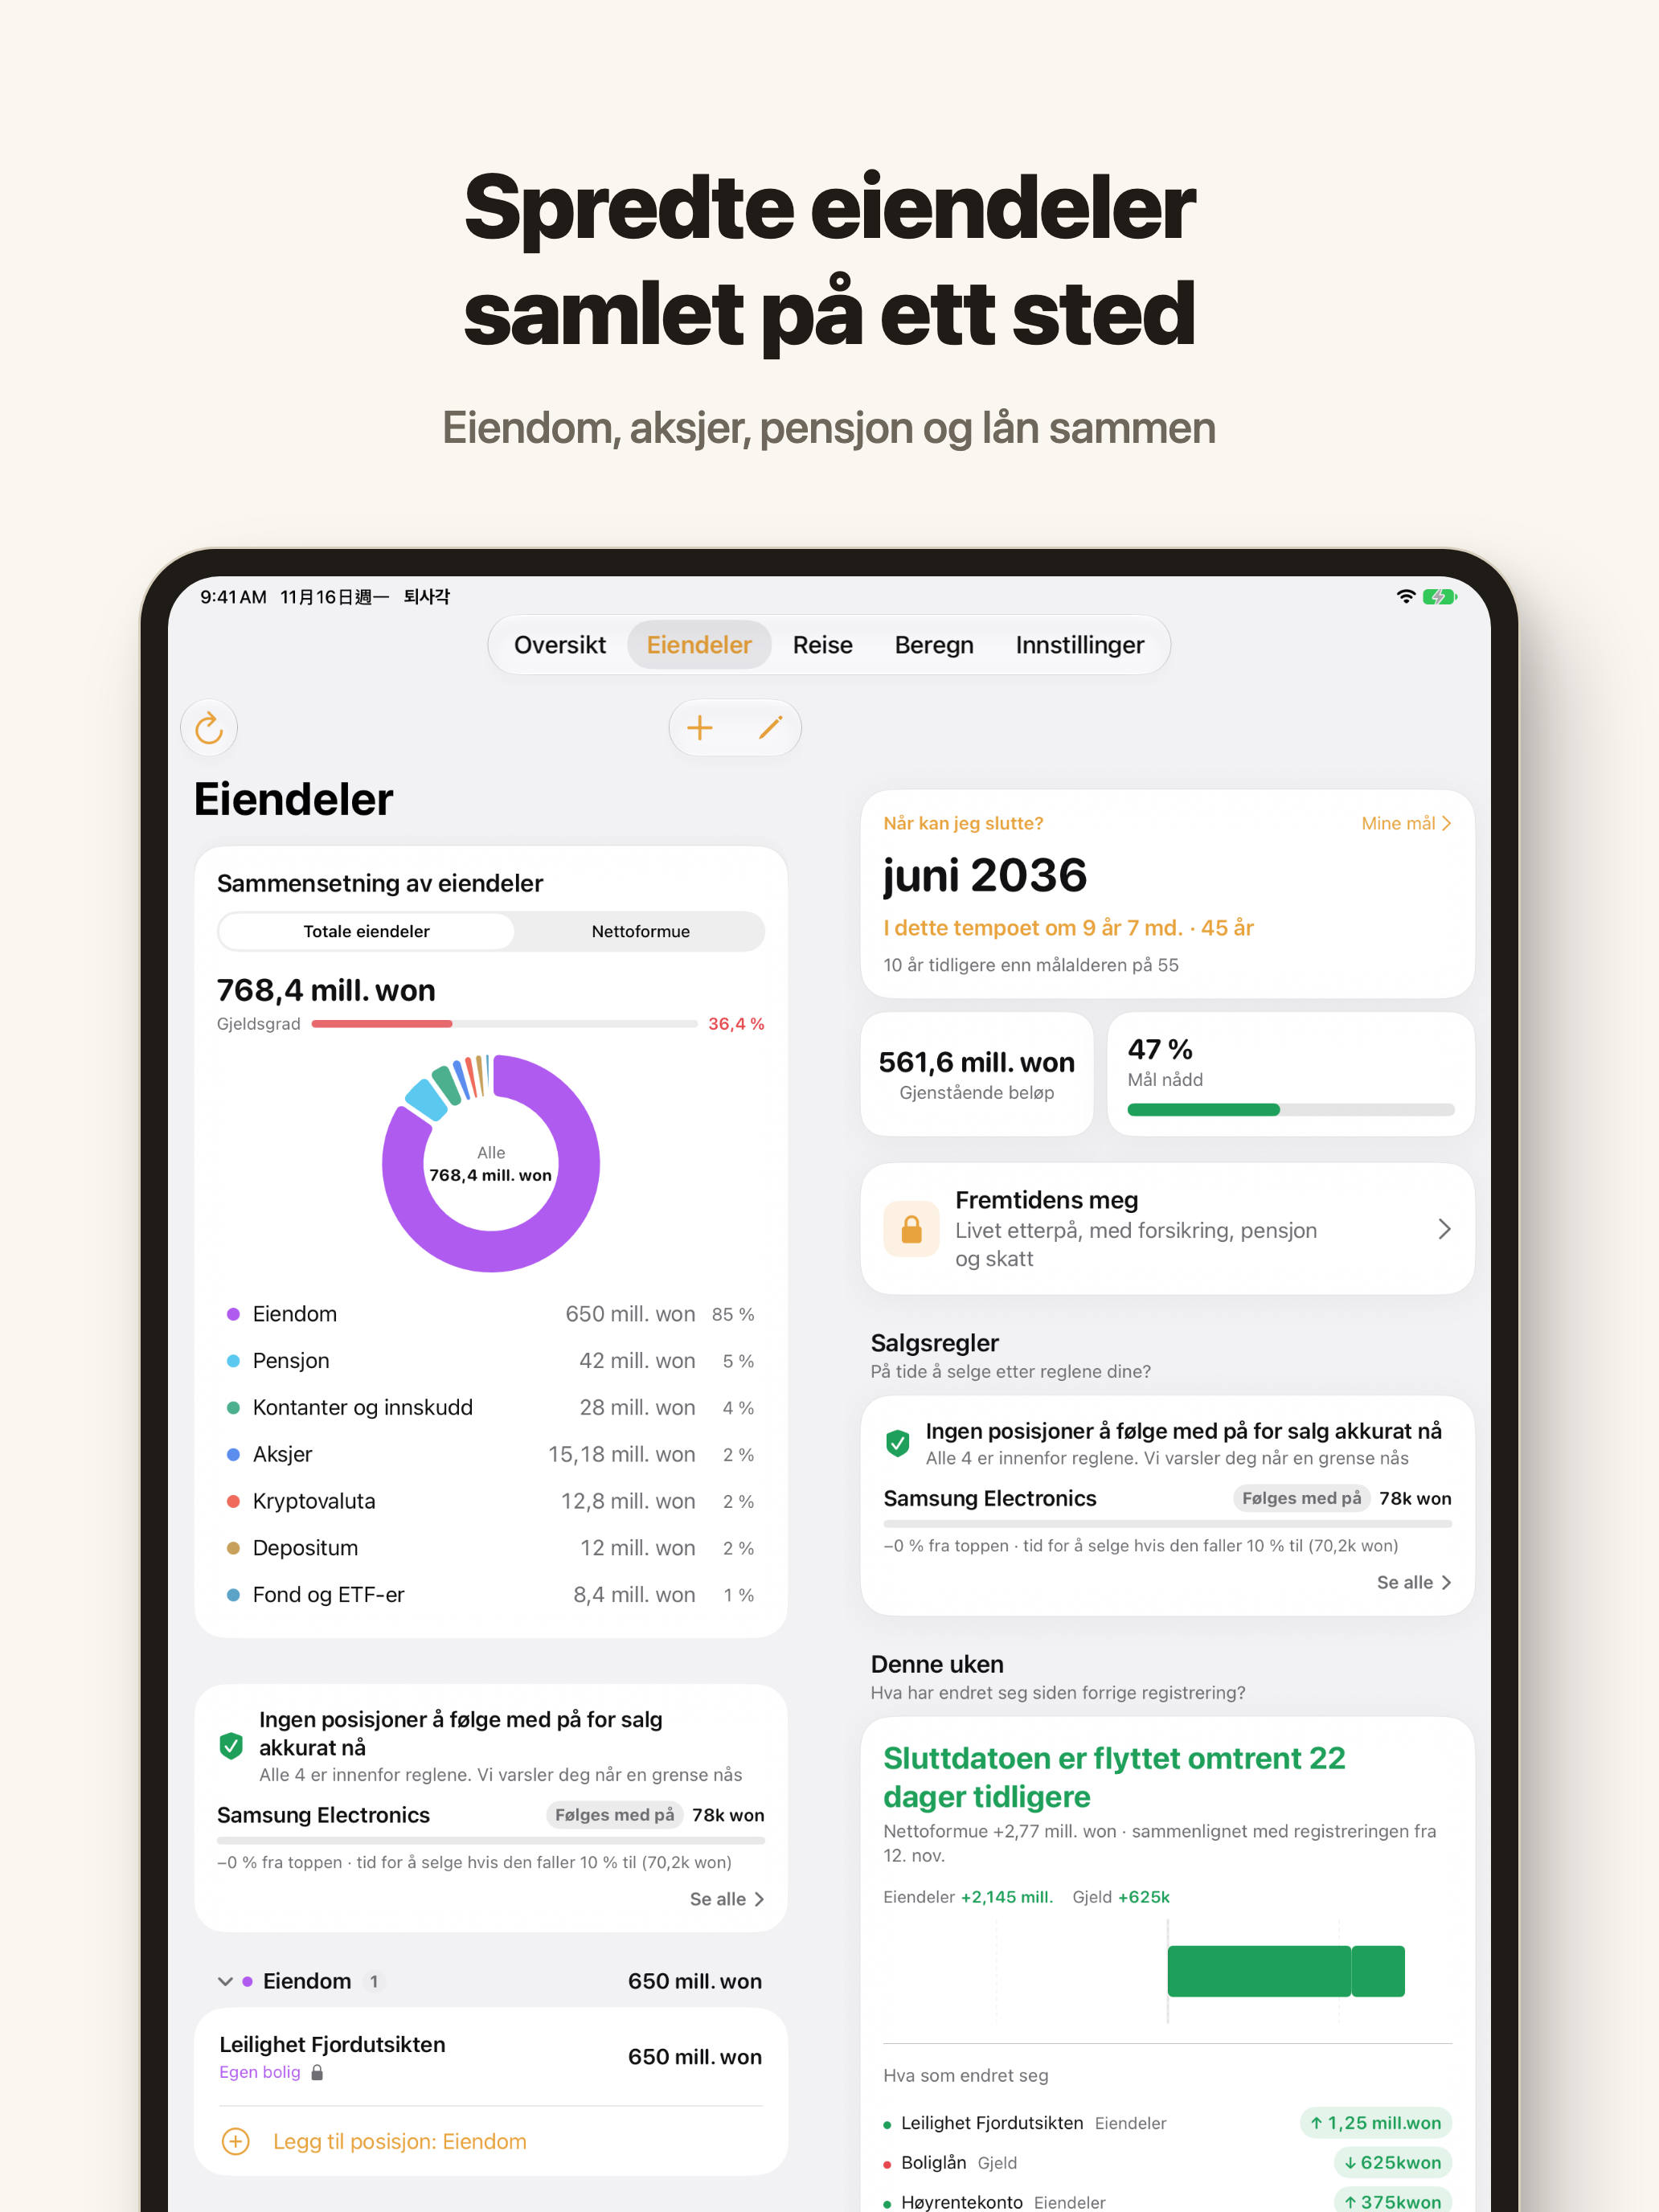 Spredte eiendeler
samlet på ett sted
Eiendom, aksjer, pensjon og lån sammen
9:41 AM 11月16日週一 퇴사각
Oversikt Eiendeler Reise Beregn Innstillinger
Eiendeler
Sammensetning av eiendeler
Totale eiendeler Nettoformue
768,4 mill. won
Gjeldsgrad 36,4 %
Alle
768,4 mill. won
Eiendom 650 mill. won 85 %
Pensjon 42 mill. won 5 %
Kontanter og innskudd 28 mill. won 4 %
Aksjer 15,18 mill. won 2 %
Kryptovaluta 12,8 mill. won 2 %
Depositum 12 mill. won 2 %
Fond og ETF-er 8,4 mill. won 1 %
Ingen posisjoner å følge med på for salg
akkurat nå
Alle 4 er innenfor reglene. Vi varsler deg når en grense nås
Samsung Electronics Følges med på 78k won
−0 % fra toppen · tid for å selge hvis den faller 10 % til (70,2k won)
Se alle
Eiendom 1 650 mill. won
Leilighet Fjordutsikten
Egen bolig
650 mill. won
Legg til posisjon: Eiendom
Når kan jeg slutte? Mine mål
juni 2036
I dette tempoet om 9 år 7 md. · 45 år
10 år tidligere enn målalderen på 55
561,6 mill. won
Gjenstående beløp
47 %
Mål nådd
Fremtidens meg
Livet etterpå, med forsikring, pensjon
og skatt
Salgsregler
På tide å selge etter reglene dine?
Ingen posisjoner å følge med på for salg akkurat nå
Alle 4 er innenfor reglene. Vi varsler deg når en grense nås
Samsung Electronics Følges med på 78k won
−0 % fra toppen · tid for å selge hvis den faller 10 % til (70,2k won)
Se alle
Denne uken
Hva har endret seg siden forrige registrering?
Sluttdatoen er flyttet omtrent 22
dager tidligere
Nettoformue +2,77 mill. won · sammenlignet med registreringen fra
12. nov.
Eiendeler +2,145 mill. Gjeld +625k
Hva som endret seg
Leilighet Fjordutsikten Eiendeler ↑ 1,25 mill.won
Boliglån Gjeld ↓ 625kwon
Høyrentekonto Eiendeler ↑ 375kwon